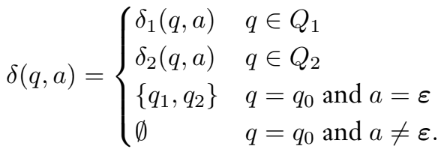 δ₁(q, a) q ∈ Q₁
δ₂(q, a) q ∈ Q₂
δ(q, a) = {
{q₁, q₂} q = q₀ and a = ε
∅ q = q₀ and a ≠ ε.